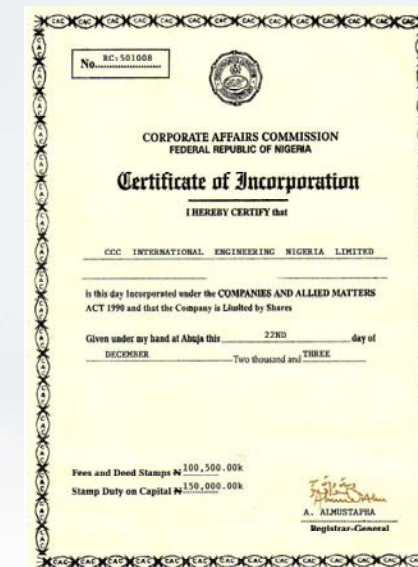 No. RC:501008
CORPORATE AFFAIRS COMMISSION
FEDERAL REPUBLIC OF NIGERIA
Certificate of Incorporation
I HEREBY CERTIFY that
CCC INTERNATIONAL ENGINEERING NIGERIA LIMITED
is this day Incorporated under the COMPANIES AND ALLIED MATTERS
ACT 1990 and that the Company is Limited by Shares
Given under my hand at Abuja this 22ND day of
DECEMBER Two thousand and THREE
Fees and Deed Stamps ₦ 100,500.00k
Stamp Duty on Capital ₦ 150,000.00k
A. ALMUSTAPHA
Registrar-General